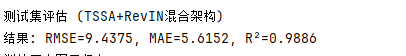 测试集评估 (TSSA+RevIN混合架构)
结果: RMSE=9.4375, MAE=5.6152, R²=0.9886